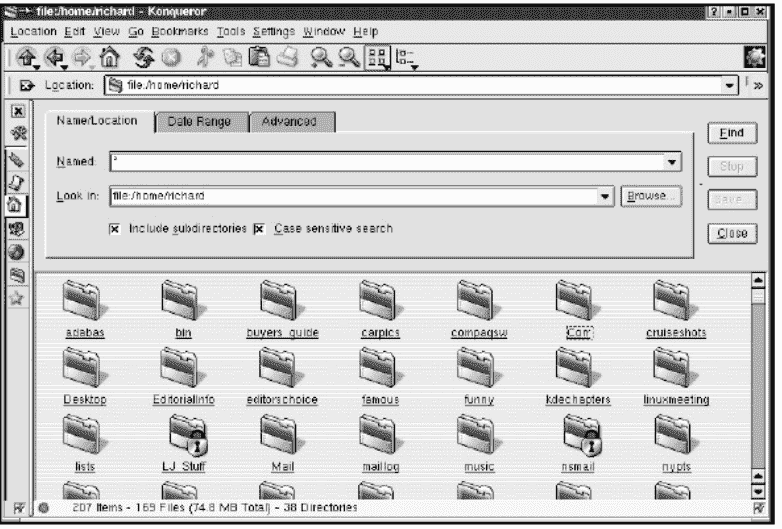 file:/home/richard - Konqueror
Location Edit View Go Bookmarks Tools Settings Window Help
Location: file:/home/richard
Name/Location Date Range Advanced
Find
Named: *
Stop
Look in: file:/home/richard Browse...
Save...
Include subdirectories Case sensitive search
Close
adabas bin buyers_guide carpics compaqsw cruiseshots
Desktop EditorialInfo editorschoice famous funny kdechapters linuxmeeting
lists LJ_Stuff Mail maillog music nsmail nypts
207 Items - 169 Files (74.8 MB Total) - 38 Directories